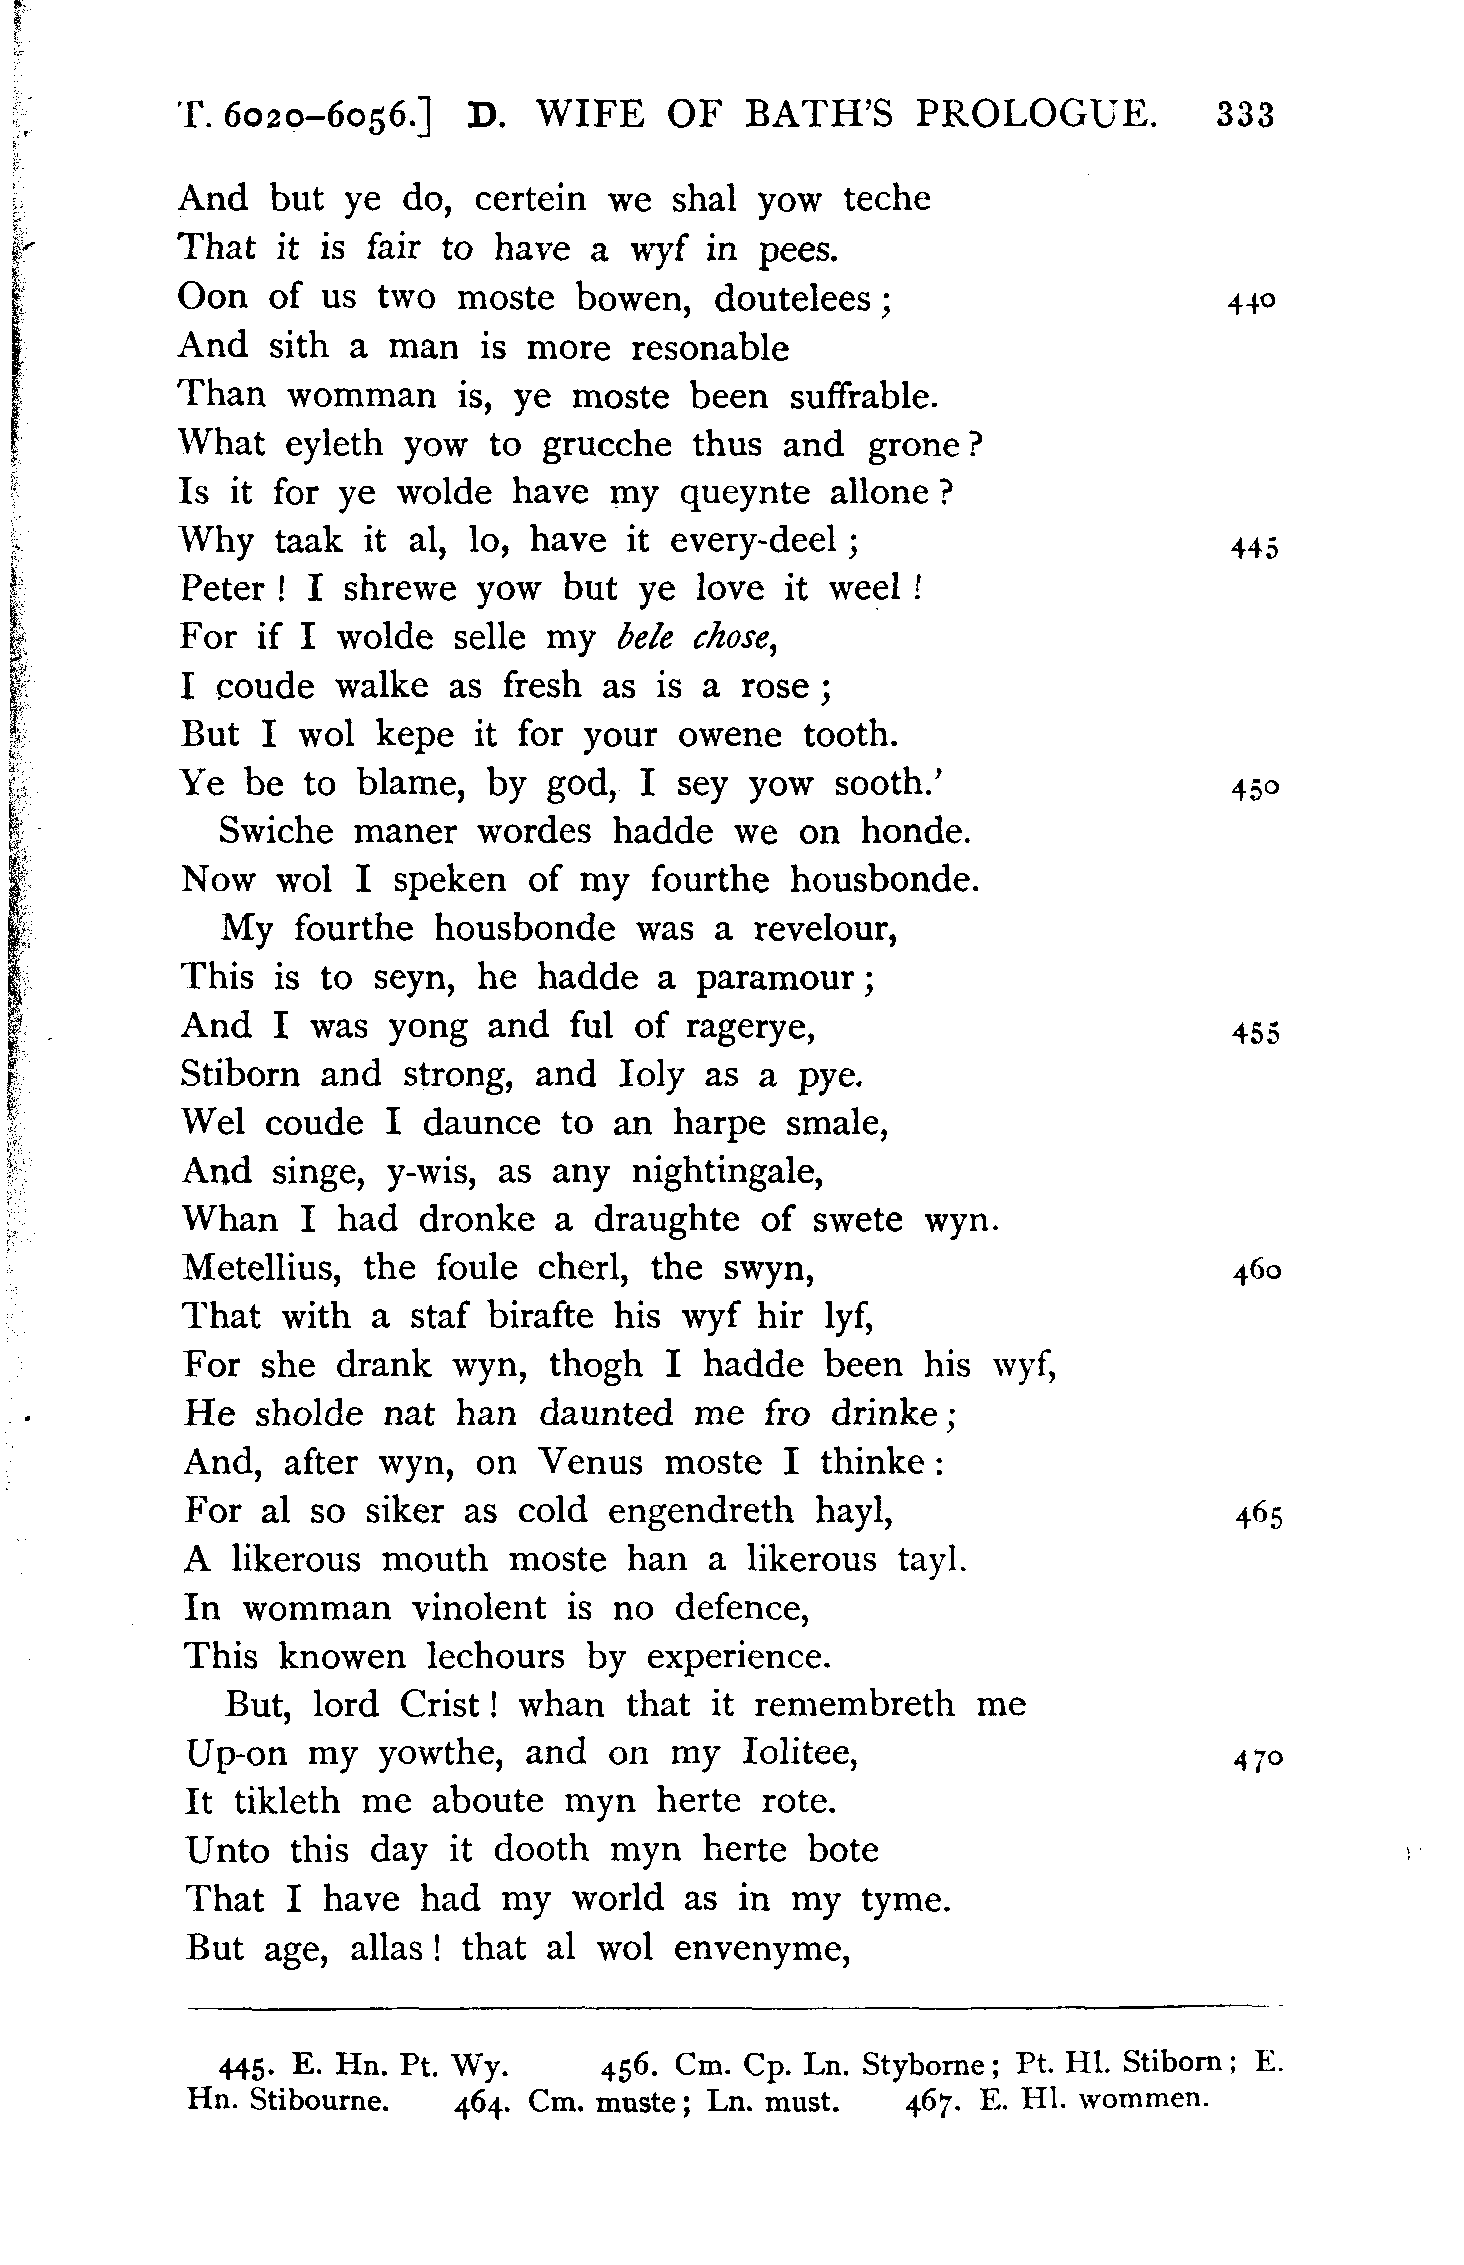 T. 6020–6056.] D. WIFE OF BATH'S PROLOGUE. 333
And but ye do, certein we shal yow teche
That it is fair to have a wyf in pees.
Oon of us two moste bowen, doutelees ; 440
And sith a man is more resonable
Than womman is, ye moste been suffrable.
What eyleth yow to grucche thus and grone ?
Is it for ye wolde have my queynte allone ?
Why taak it al, lo, have it every-deel ; 445
Peter ! I shrewe yow but ye love it weel !
For if I wolde selle my bele chose,
I coude walke as fresh as is a rose ;
But I wol kepe it for your owene tooth.
Ye be to blame, by god, I sey yow sooth.' 450
Swiche maner wordes hadde we on honde.
Now wol I speken of my fourthe housbonde.
My fourthe housbonde was a revelour,
This is to seyn, he hadde a paramour ;
And I was yong and ful of ragerye, 455
Stiborn and strong, and Ioly as a pye.
Wel coude I daunce to an harpe smale,
And singe, y-wis, as any nightingale,
Whan I had dronke a draughte of swete wyn.
Metellius, the foule cherl, the swyn, 460
That with a staf birafte his wyf hir lyf,
For she drank wyn, thogh I hadde been his wyf,
He sholde nat han daunted me fro drinke ;
And, after wyn, on Venus moste I thinke :
For al so siker as cold engendreth hayl, 465
A likerous mouth moste han a likerous tayl.
In womman vinolent is no defence,
This knowen lechours by experience.
But, lord Crist ! whan that it remembreth me
Up-on my yowthe, and on my Iolitee, 470
It tikleth me aboute myn herte rote.
Unto this day it dooth myn herte bote
That I have had my world as in my tyme.
But age, allas ! that al wol envenyme,
445. E. Hn. Pt. Wy. 456. Cm. Cp. Ln. Styborne ; Pt. Hl. Stiborn ; E.
Hn. Stibourne. 464. Cm. muste ; Ln. must. 467. E. Hl. wommen.